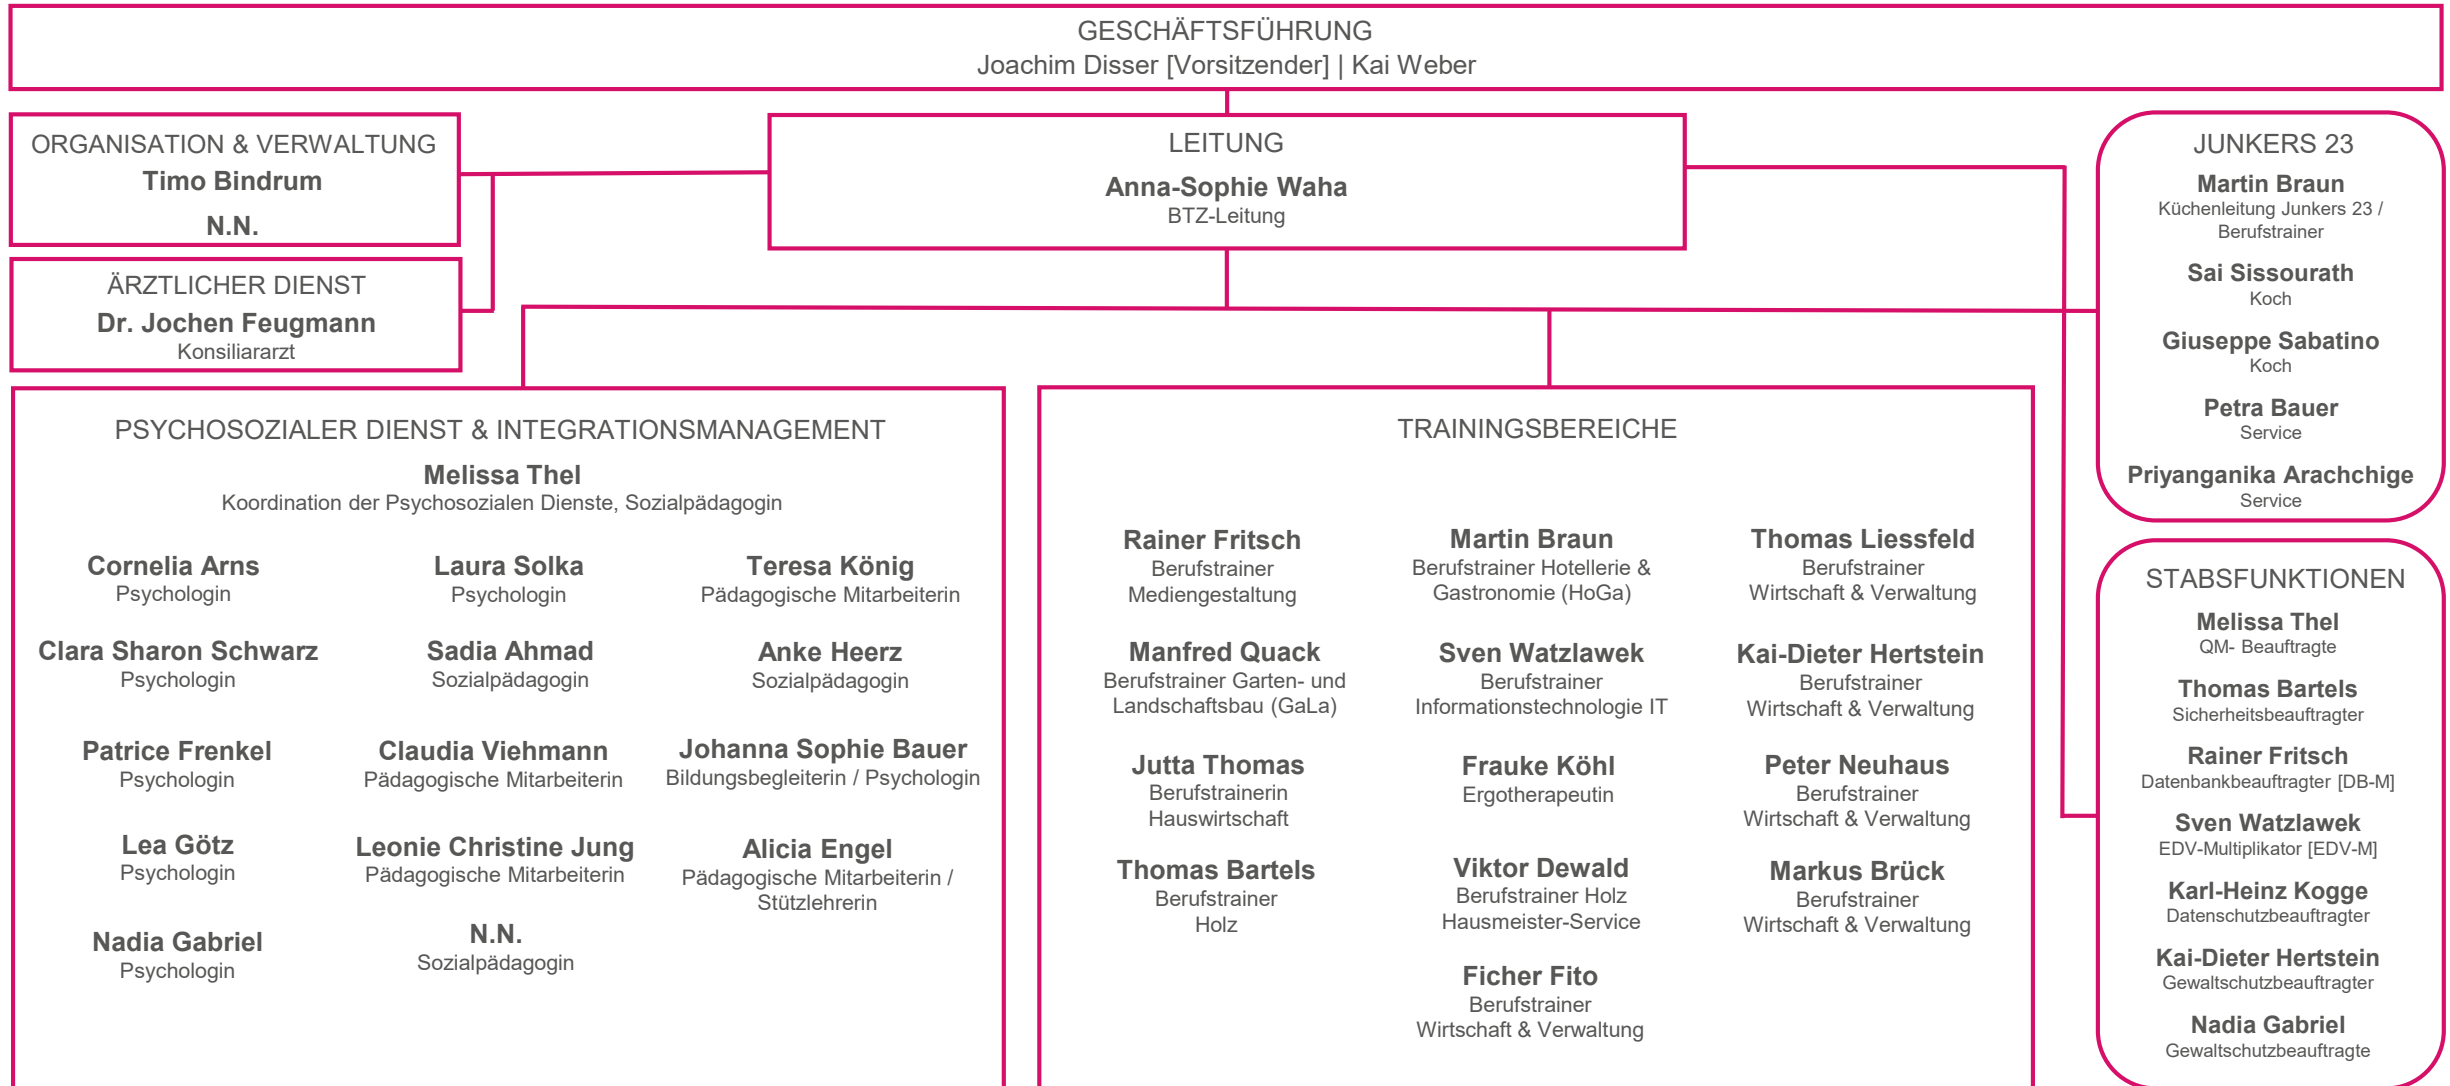 GESCHÄFTSFÜHRUNG
Joachim Disser [Vorsitzender] | Kai Weber
ORGANISATION & VERWALTUNG
Timo Bindrum
N.N.
ÄRZTLICHER DIENST
Dr. Jochen Feugmann
Konsiliararzt
LEITUNG
Anna-Sophie Waha
BTZ-Leitung
JUNKERS 23
Martin Braun
Küchenleitung Junkers 23 /
Berufstrainer
Sai Sissourath
Koch
Giuseppe Sabatino
Koch
Petra Bauer
Service
Priyanganika Arachchige
Service
PSYCHOSOZIALER DIENST & INTEGRATIONSMANAGEMENT
Melissa Thel
Koordination der Psychosozialen Dienste, Sozialpädagogin
Cornelia Arns
Psychologin
Clara Sharon Schwarz
Psychologin
Patrice Frenkel
Psychologin
Lea Götz
Psychologin
Nadia Gabriel
Psychologin
Laura Solka
Psychologin
Sadia Ahmad
Sozialpädagogin
Claudia Viehmann
Pädagogische Mitarbeiterin
Leonie Christine Jung
Pädagogische Mitarbeiterin
N.N.
Sozialpädagogin
Teresa König
Pädagogische Mitarbeiterin
Anke Heerz
Sozialpädagogin
Johanna Sophie Bauer
Bildungsbegleiterin / Psychologin
Alicia Engel
Pädagogische Mitarbeiterin /
Stützlehrerin
TRAININGSBEREICHE
Rainer Fritsch
Berufstrainer
Mediengestaltung
Manfred Quack
Berufstrainer Garten- und
Landschaftsbau (GaLa)
Jutta Thomas
Berufstrainerin
Hauswirtschaft
Thomas Bartels
Berufstrainer
Holz
Martin Braun
Berufstrainer Hotellerie &
Gastronomie (HoGa)
Sven Watzlawek
Berufstrainer
Informationstechnologie IT
Frauke Köhl
Ergotherapeutin
Viktor Dewald
Berufstrainer Holz
Hausmeister-Service
Ficher Fito
Berufstrainer
Wirtschaft & Verwaltung
Thomas Liessfeld
Berufstrainer
Wirtschaft & Verwaltung
Kai-Dieter Hertstein
Berufstrainer
Wirtschaft & Verwaltung
Peter Neuhaus
Berufstrainer
Wirtschaft & Verwaltung
Markus Brück
Berufstrainer
Wirtschaft & Verwaltung
STABSFUNKTIONEN
Melissa Thel
QM- Beauftragte
Thomas Bartels
Sicherheitsbeauftragter
Rainer Fritsch
Datenbankbeauftragter [DB-M]
Sven Watzlawek
EDV-Multiplikator [EDV-M]
Karl-Heinz Kogge
Datenschutzbeauftragter
Kai-Dieter Hertstein
Gewaltschutzbeauftragter
Nadia Gabriel
Gewaltschutzbeauftragte